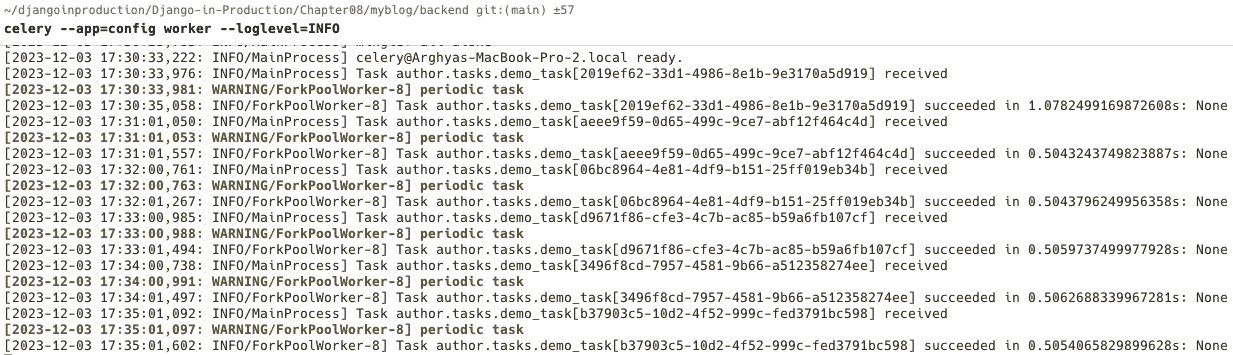 ~/djangoinproduction/Django-in-Production/Chapter08/myblog/backend git:(main) ±57
celery --app=config worker --loglevel=INFO
[2023-12-03 17:30:33,222: INFO/MainProcess] celery@Arghyas-MacBook-Pro-2.local ready.
[2023-12-03 17:30:33,976: INFO/MainProcess] Task author.tasks.demo_task[2019ef62-33d1-4986-8e1b-9e3170a5d919] received
[2023-12-03 17:30:33,981: WARNING/ForkPoolWorker-8] periodic task
[2023-12-03 17:30:35,058: INFO/ForkPoolWorker-8] Task author.tasks.demo_task[2019ef62-33d1-4986-8e1b-9e3170a5d919] succeeded in 1.0782499169872608s: None
[2023-12-03 17:31:01,050: INFO/MainProcess] Task author.tasks.demo_task[aeee9f59-0d65-499c-9ce7-abf12f464c4d] received
[2023-12-03 17:31:01,053: WARNING/ForkPoolWorker-8] periodic task
[2023-12-03 17:31:01,557: INFO/ForkPoolWorker-8] Task author.tasks.demo_task[aeee9f59-0d65-499c-9ce7-abf12f464c4d] succeeded in 0.5043243749823887s: None
[2023-12-03 17:32:00,761: INFO/MainProcess] Task author.tasks.demo_task[06bc8964-4e81-4df9-b151-25ff019eb34b] received
[2023-12-03 17:32:00,763: WARNING/ForkPoolWorker-8] periodic task
[2023-12-03 17:32:01,267: INFO/ForkPoolWorker-8] Task author.tasks.demo_task[06bc8964-4e81-4df9-b151-25ff019eb34b] succeeded in 0.5043796249956358s: None
[2023-12-03 17:33:00,985: INFO/MainProcess] Task author.tasks.demo_task[d9671f86-cfe3-4c7b-ac85-b59a6fb107cf] received
[2023-12-03 17:33:00,988: WARNING/ForkPoolWorker-8] periodic task
[2023-12-03 17:33:01,494: INFO/ForkPoolWorker-8] Task author.tasks.demo_task[d9671f86-cfe3-4c7b-ac85-b59a6fb107cf] succeeded in 0.5059737499977928s: None
[2023-12-03 17:34:00,738: INFO/MainProcess] Task author.tasks.demo_task[3496f8cd-7957-4581-9b66-a512358274ee] received
[2023-12-03 17:34:00,991: WARNING/ForkPoolWorker-8] periodic task
[2023-12-03 17:34:01,497: INFO/ForkPoolWorker-8] Task author.tasks.demo_task[3496f8cd-7957-4581-9b66-a512358274ee] succeeded in 0.5062688339967281s: None
[2023-12-03 17:35:01,092: INFO/MainProcess] Task author.tasks.demo_task[b37903c5-10d2-4f52-999c-fed3791bc598] received
[2023-12-03 17:35:01,097: WARNING/ForkPoolWorker-8] periodic task
[2023-12-03 17:35:01,602: INFO/ForkPoolWorker-8] Task author.tasks.demo_task[b37903c5-10d2-4f52-999c-fed3791bc598] succeeded in 0.5054065829899628s: None